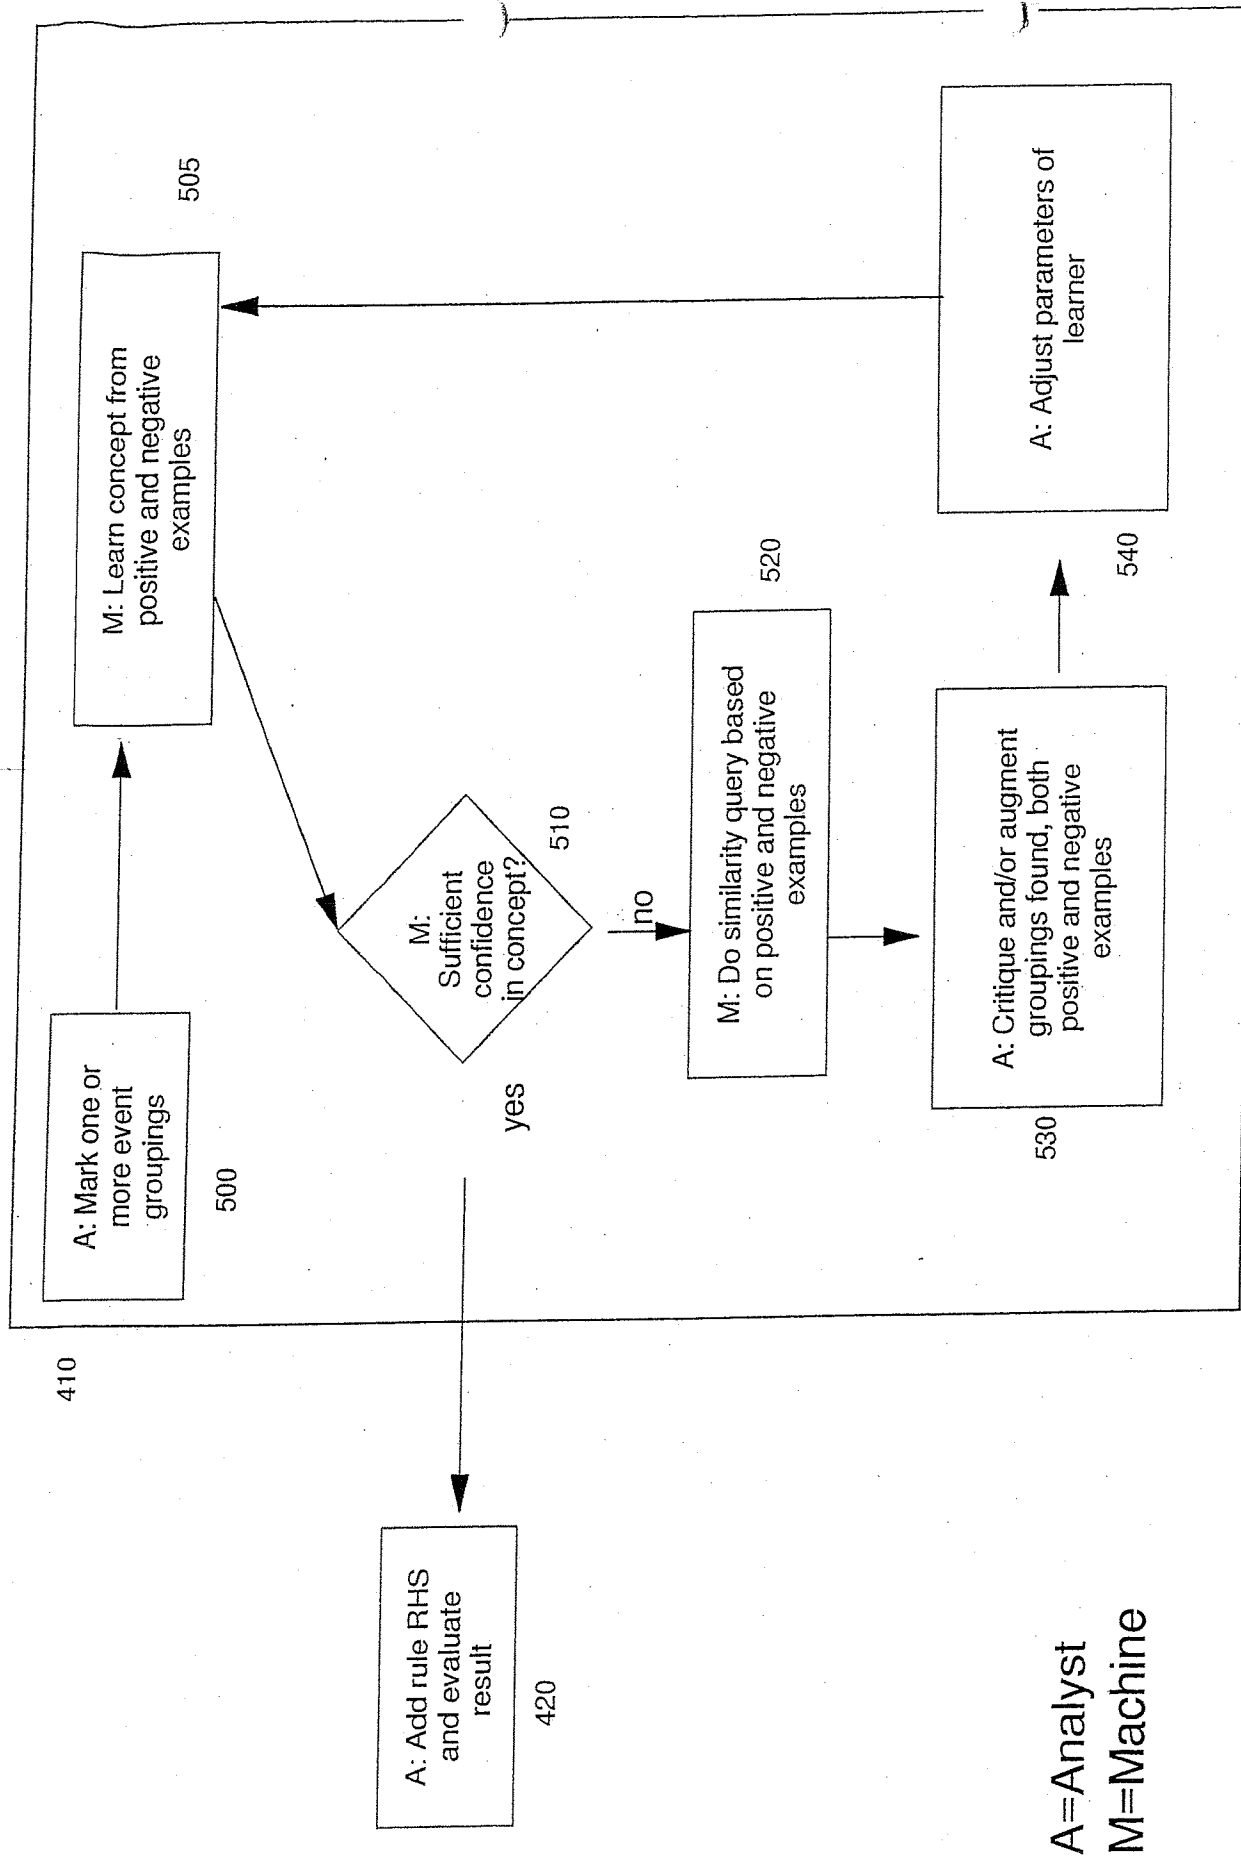 410
A: Mark one or
more event
groupings
500
M: Learn concept from
positive and negative
examples
505
M:
Sufficient
confidence
in concept?
510
yes
no
A: Add rule RHS
and evaluate
result
420
M: Do similarity query based
on positive and negative
examples
520
A: Critique and/or augment
groupings found, both
positive and negative
examples
530
A: Adjust parameters of
learner
540
A=Analyst
M=Machine